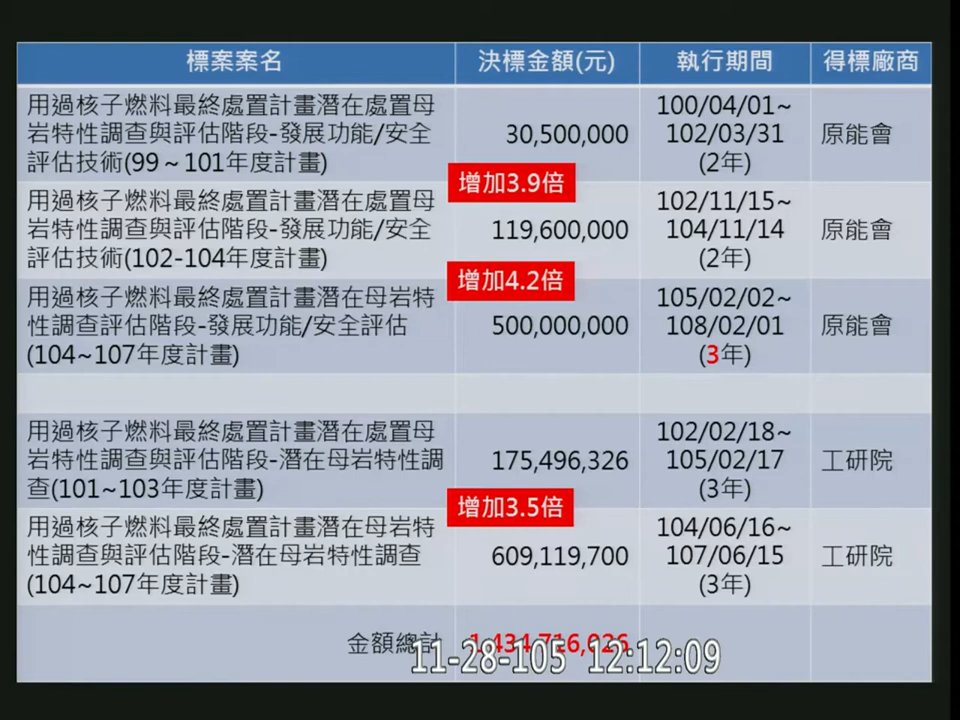 標案案名 決標金額(元) 執行期間 得標廠商
用過核子燃料最終處置計畫潛在處置母
岩特性調查與評估階段-發展功能/安全
評估技術(99～101年度計畫)
30,500,000
100/04/01~
102/03/31
(2年)
原能會
增加3.9倍
用過核子燃料最終處置計畫潛在處置母
岩特性調查與評估階段-發展功能/安全
評估技術(102-104年度計畫)
119,600,000
102/11/15~
104/11/14
(2年)
原能會
增加4.2倍
用過核子燃料最終處置計畫潛在母岩特
性調查評估階段-發展功能/安全評估
(104~107年度計畫)
500,000,000
105/02/02~
108/02/01
(3年)
原能會
用過核子燃料最終處置計畫潛在處置母
岩特性調查與評估階段-潛在母岩特性調
查(101~103年度計畫)
175,496,326
102/02/18~
105/02/17
(3年)
工研院
增加3.5倍
用過核子燃料最終處置計畫潛在母岩特
性調查與評估階段-潛在母岩特性調查
(104~107年度計畫)
609,119,700
104/06/16~
107/06/15
(3年)
工研院
金額總計 1,434,716,026
11-28-105 12:12:09